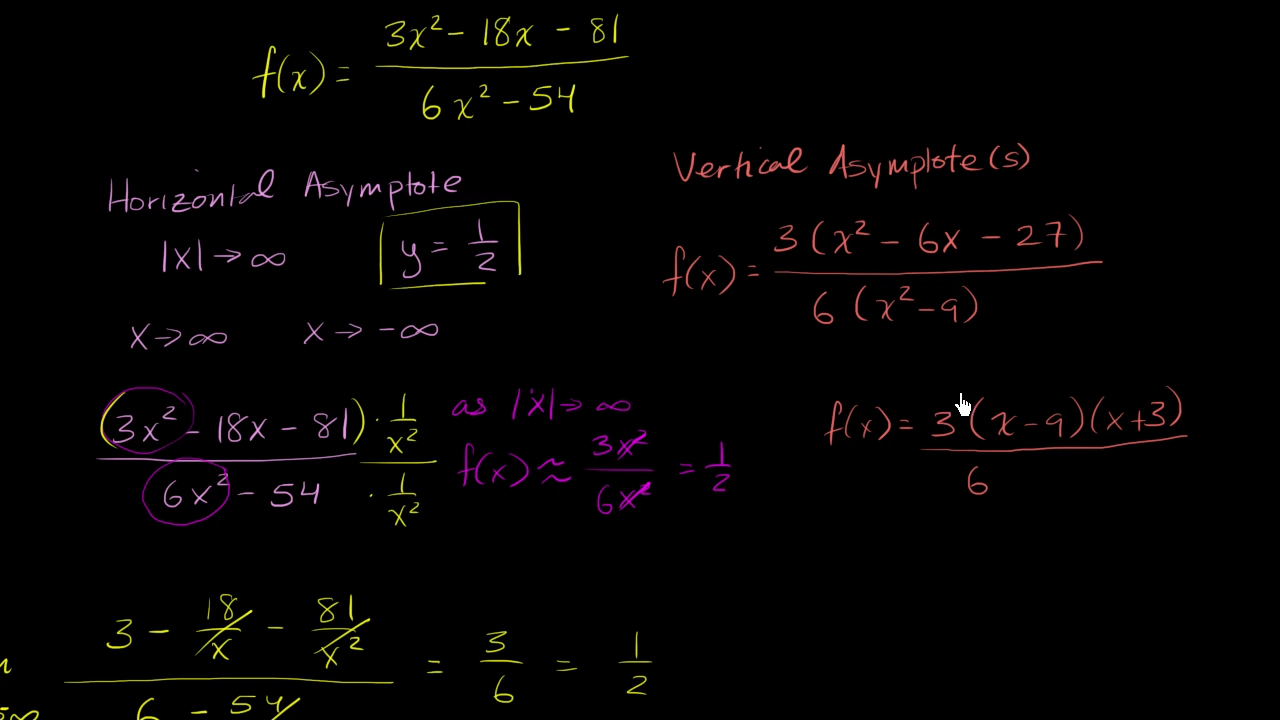 f(x) = (3x² - 18x - 81) / (6x² - 54)
Horizontal Asymptote
|x| → ∞
y = 1/2
x → ∞ x → -∞
(3x² - 18x - 81) · 1/x²
6x² - 54 · 1/x²
as |x| → ∞
f(x) ≈ 3x²/6x² = 1/2
3 - 18/x - 81/x² = 3/6 = 1/2
6 - 54
Vertical Asymptote(s)
f(x) = 3(x² - 6x - 27) / 6(x² - 9)
f(x) = 3(x-9)(x+3) / 6